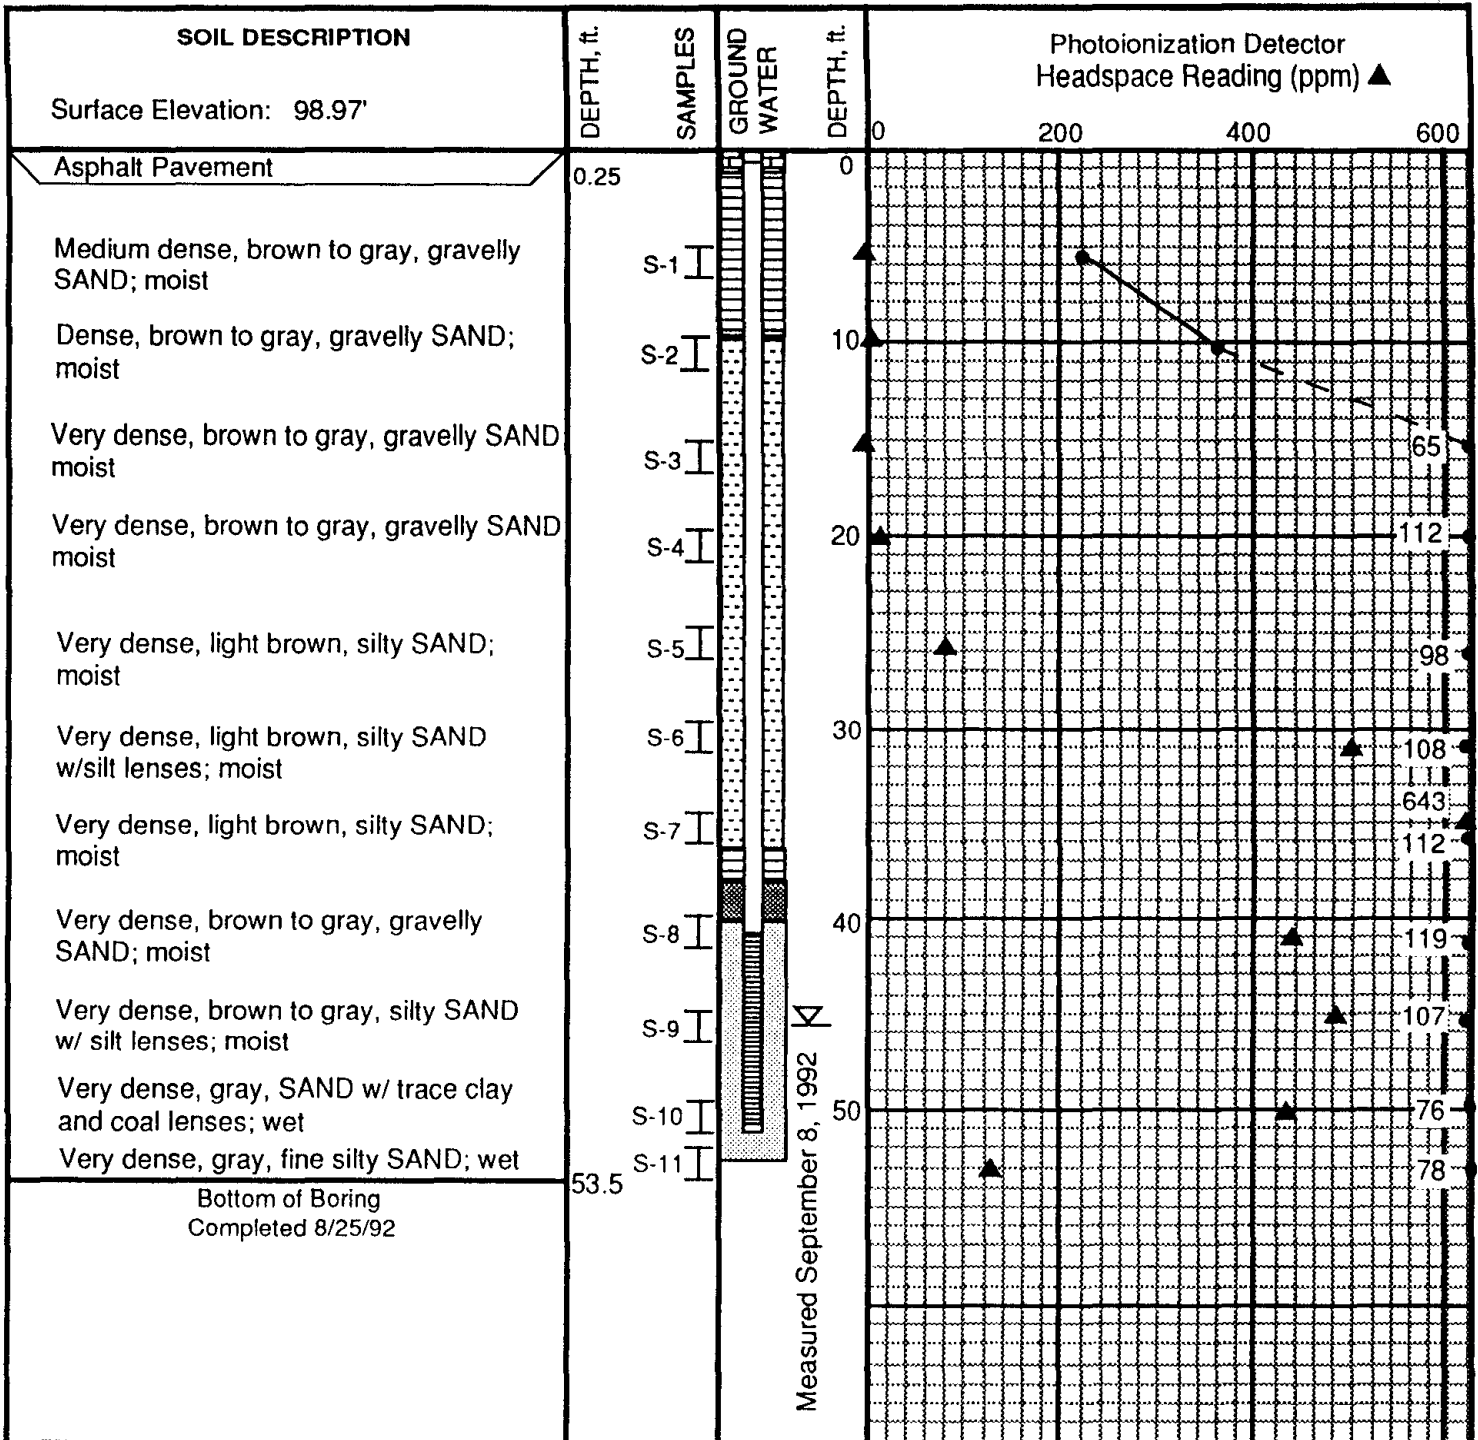 SOIL DESCRIPTION
Surface Elevation: 98.97'
DEPTH, ft.
SAMPLES
GROUND
WATER
DEPTH, ft.
Photoionization Detector
Headspace Reading (ppm)
0
200
400
600
Asphalt Pavement
0.25
0
Medium dense, brown to gray, gravelly
SAND; moist
S-1
Dense, brown to gray, gravelly SAND;
moist
S-2
10
Very dense, brown to gray, gravelly SAND
moist
S-3
65
Very dense, brown to gray, gravelly SAND
moist
S-4
20
112
Very dense, light brown, silty SAND;
moist
S-5
98
Very dense, light brown, silty SAND
w/silt lenses; moist
S-6
30
108
643
Very dense, light brown, silty SAND;
moist
S-7
112
Very dense, brown to gray, gravelly
SAND; moist
S-8
40
119
Very dense, brown to gray, silty SAND
w/ silt lenses; moist
S-9
107
Very dense, gray, SAND w/ trace clay
and coal lenses; wet
S-10
50
76
Very dense, gray, fine silty SAND; wet
S-11
78
53.5
Measured September 8, 1992
Bottom of Boring
Completed 8/25/92